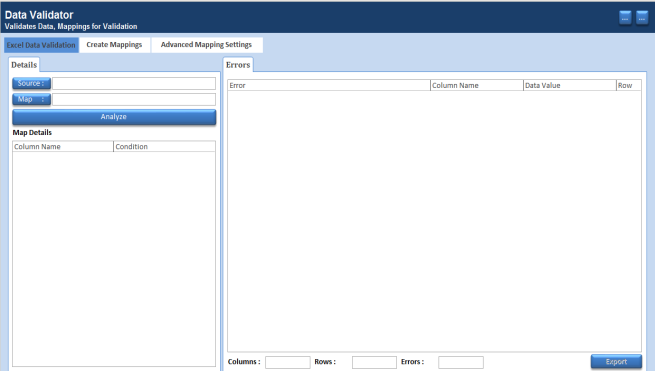 Data Validator
Validates Data, Mappings for Validation
... ...
Excel Data Validation Create Mappings Advanced Mapping Settings
Details
Source :
Map :
Analyze
Map Details
Column Name Condition
Errors
Error Column Name Data Value Row
Columns : Rows : Errors : Export